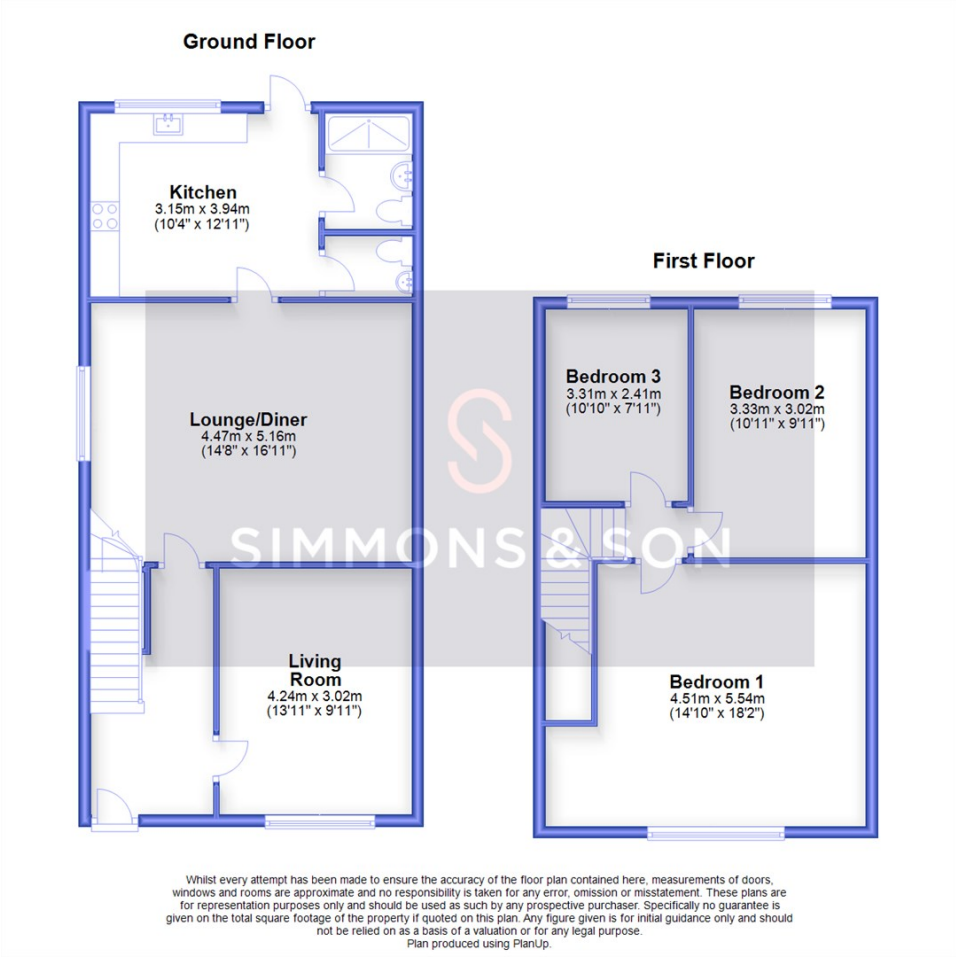 Ground Floor
Kitchen
3.15m x 3.94m
(10'4" x 12'11")
First Floor
Lounge/Diner
4.47m x 5.16m
(14'8" x 16'11")
Bedroom 3
3.31m x 2.41m
(10'10" x 7'11")
Bedroom 2
3.33m x 3.02m
(10'11" x 9'11")
SIMMONS & SON
Living
Room
4.24m x 3.02m
(13'11" x 9'11")
Bedroom 1
4.51m x 5.54m
(14'10" x 18'2")
Whilst every attempt has been made to ensure the accuracy of the floor plan contained here, measurements of doors,
windows and rooms are approximate and no responsibility is taken for any error, omission or misstatement. These plans are
for representation purposes only and should be used as such by any prospective purchaser. Specifically no guarantee is
given on the total square footage of the property if quoted on this plan. Any figure given is for initial guidance only and should
not be relied on as a basis of a valuation or for any legal purpose.
Plan produced using PlanUp.